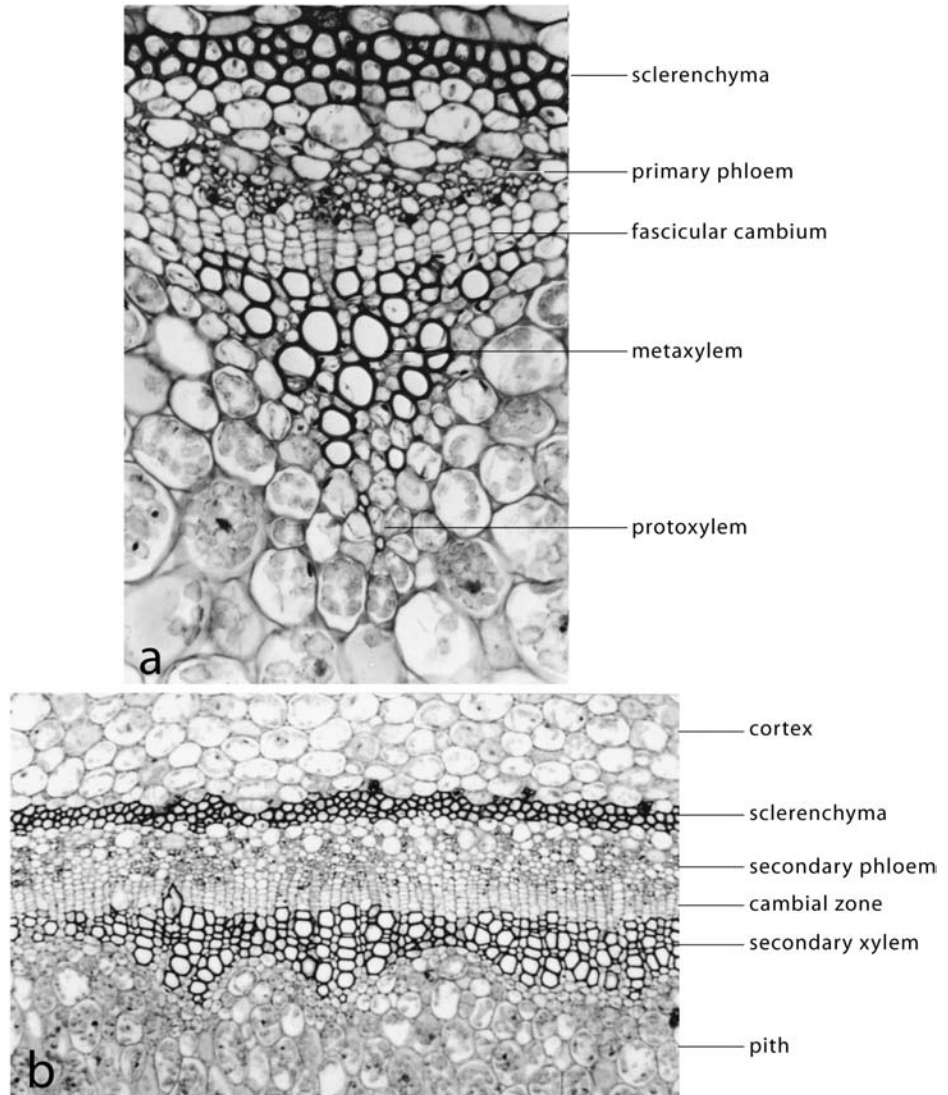 sclerenchyma
primary phloem
fascicular cambium
metaxylem
protoxylem
a
cortex
sclerenchyma
secondary phloem
cambial zone
secondary xylem
pith
b